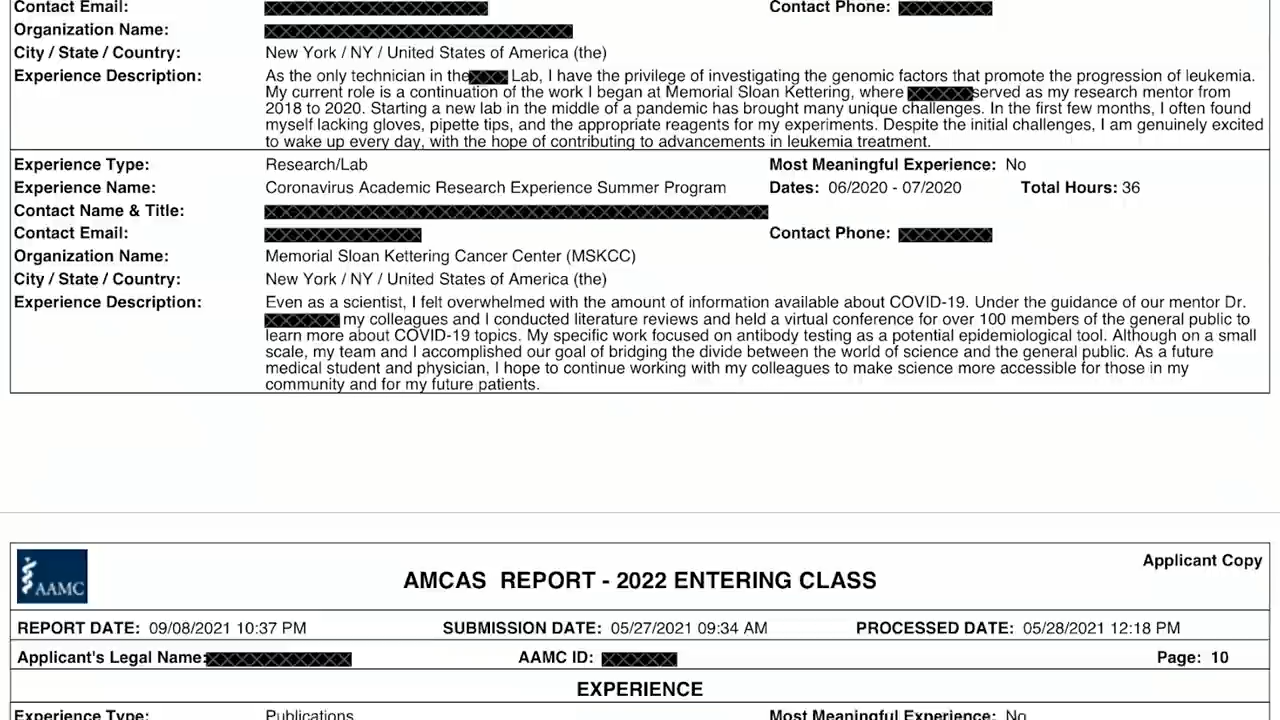 Contact Email: Contact Phone:
Organization Name:
City / State / Country: New York / NY / United States of America (the)
Experience Description: As the only technician in the Lab, I have the privilege of investigating the genomic factors that promote the progression of leukemia.
My current role is a continuation of the work I began at Memorial Sloan Kettering, where served as my research mentor from
2018 to 2020. Starting a new lab in the middle of a pandemic has brought many unique challenges. In the first few months, I often found
myself lacking gloves, pipette tips, and the appropriate reagents for my experiments. Despite the initial challenges, I am genuinely excited
to wake up every day, with the hope of contributing to advancements in leukemia treatment.
Experience Type: Research/Lab Most Meaningful Experience: No
Experience Name: Coronavirus Academic Research Experience Summer Program Dates: 06/2020 - 07/2020 Total Hours: 36
Contact Name & Title:
Contact Email: Contact Phone:
Organization Name: Memorial Sloan Kettering Cancer Center (MSKCC)
City / State / Country: New York / NY / United States of America (the)
Experience Description: Even as a scientist, I felt overwhelmed with the amount of information available about COVID-19. Under the guidance of our mentor Dr.
my colleagues and I conducted literature reviews and held a virtual conference for over 100 members of the general public to
learn more about COVID-19 topics. My specific work focused on antibody testing as a potential epidemiological tool. Although on a small
scale, my team and I accomplished our goal of bridging the divide between the world of science and the general public. As a future
medical student and physician, I hope to continue working with my colleagues to make science more accessible for those in my
community and for my future patients.
Applicant Copy
AAMC
AMCAS REPORT - 2022 ENTERING CLASS
REPORT DATE: 09/08/2021 10:37 PM SUBMISSION DATE: 05/27/2021 09:34 AM PROCESSED DATE: 05/28/2021 12:18 PM
Applicant's Legal Name: AAMC ID: Page: 10
EXPERIENCE
Experience Type: Publications Most Meaningful Experience: No